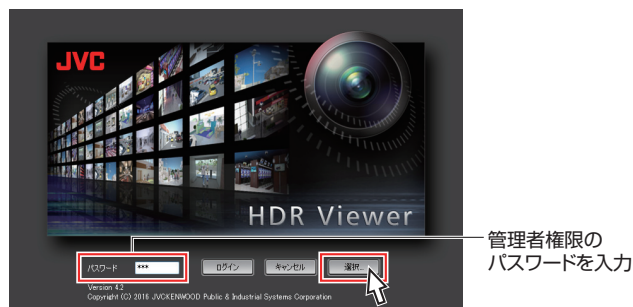 JVC
HDR Viewer
管理者権限の
パスワードを入力
パスワード *** ログイン キャンセル 選択...
Version 4.2
Copyright (C) 2016 JVCKENWOOD Public & Industrial Systems Corporation